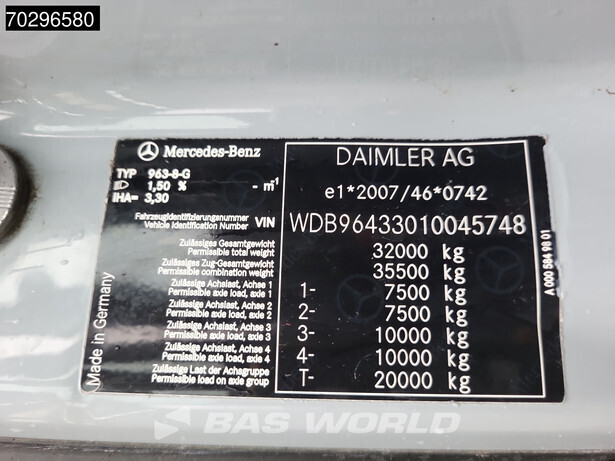 70296580
Mercedes-Benz
DAIMLER AG
TYP 963-8-G
1,50 % - m⁻¹
IHA= 3,30
e1*2007/46*0742
Fahrzeugidentifizierungsnummer
Vehicle Identification Number
VIN WDB96433010045748
Zulässiges Gesamtgewicht
Permissible total weight
32000 kg
Zulässiges Zug-Gesamtgewicht
Permissible combination weight
35500 kg
Zulässige Achslast, Achse 1
Permissible axle load, axle 1
1- 7500 kg
Zulässige Achslast, Achse 2
Permissible axle load, axle 2
2- 7500 kg
Zulässige Achslast, Achse 3
Permissible axle load, axle 3
3- 10000 kg
Zulässige Achslast, Achse 4
Permissible axle load, axle 4
4- 10000 kg
Zulässige Last der Achsgruppe
Permissible load on axle group
T- 20000 kg
Made in Germany
A 000 584 98 01
BAS WORLD